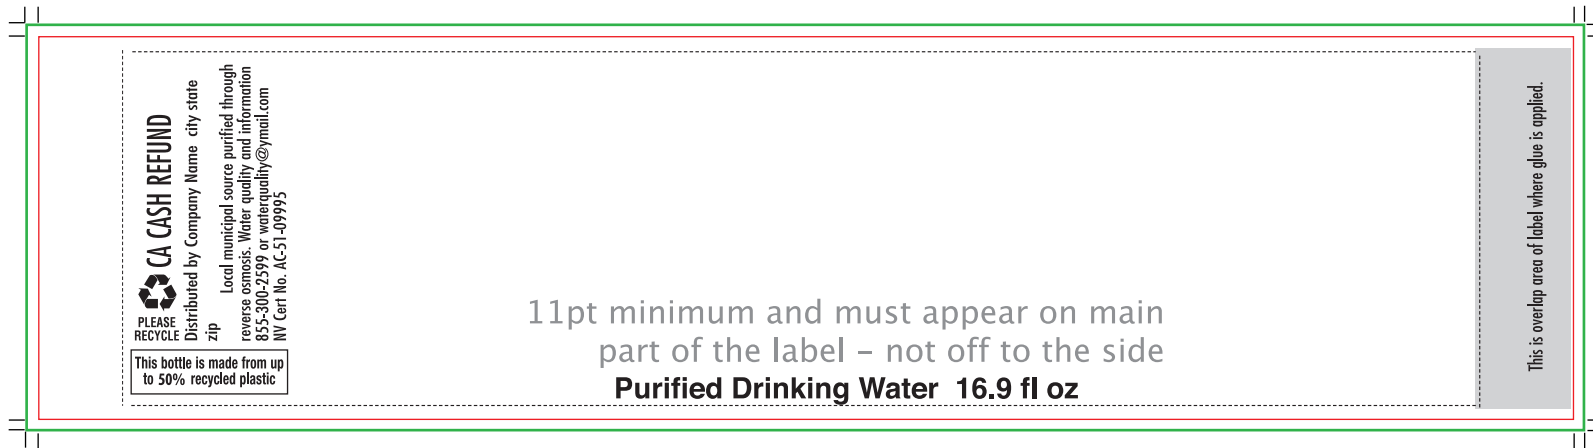 CA CASH REFUND
PLEASE
RECYCLE
Distributed by Company Name city state
zip
Local municipal source purified through
reverse osmosis. Water quality and information
855-300-2599 or waterquality@ymail.com
NV Cert No. AC-51-09995
This bottle is made from up
to 50% recycled plastic
11pt minimum and must appear on main
part of the label – not off to the side
Purified Drinking Water 16.9 fl oz
This is overlap area of label where glue is applied.